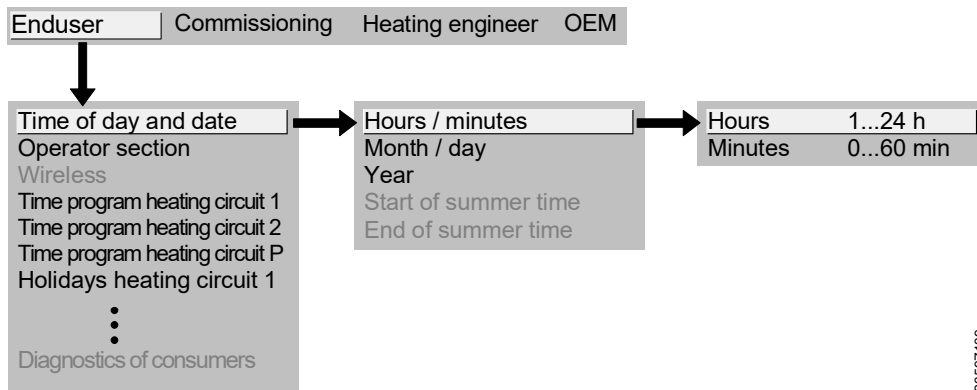 Enduser Commissioning Heating engineer OEM
Time of day and date
Operator section
Wireless
Time program heating circuit 1
Time program heating circuit 2
Time program heating circuit P
Holidays heating circuit 1
Diagnostics of consumers
Hours / minutes
Month / day
Year
Start of summer time
End of summer time
Hours 1...24 h
Minutes 0...60 min